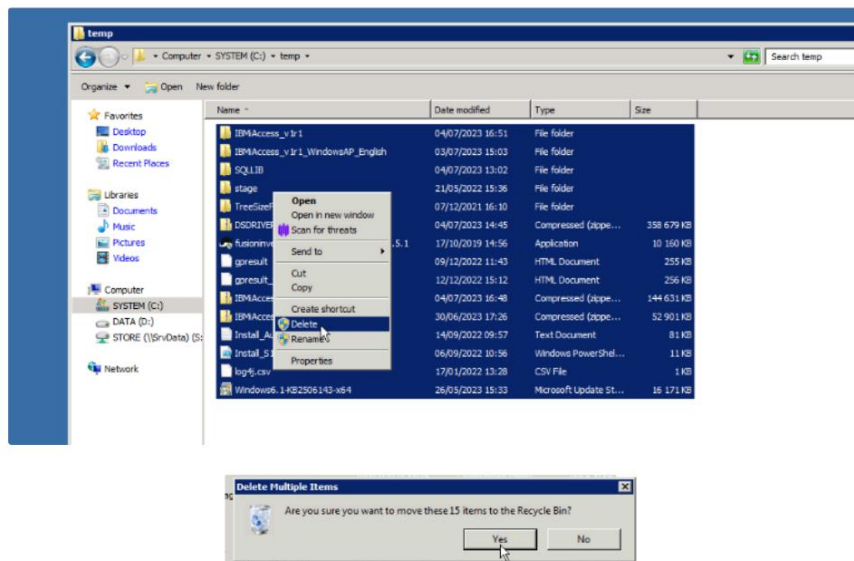 temp
Computer SYSTEM (C:) temp
Search temp
Organize Open New folder
Favorites
Desktop
Downloads
Recent Places
Libraries
Documents
Music
Pictures
Videos
Computer
SYSTEM (C:)
DATA (D:)
STORE (\\SrvData) (S:
Network
Name Date modified Type Size
IBMiAccess_v1r1 04/07/2023 16:51 File folder
IBMiAccess_v1r1_WindowsAP_English 03/07/2023 15:03 File folder
SQLLIB 04/07/2023 13:02 File folder
stage 21/05/2022 15:36 File folder
TreeSizeF 07/12/2021 16:10 File folder
DSDRIVER 04/07/2023 14:45 Compressed (zippe... 358 679 KB
fusioninve .5.1 17/10/2019 14:56 Application 10 160 KB
gpresult 09/12/2022 11:43 HTML Document 255 KB
gpresult_ 12/12/2022 15:12 HTML Document 256 KB
IBMiAcces 04/07/2023 16:48 Compressed (zippe... 144 631 KB
IBMiAcces 30/06/2023 17:26 Compressed (zippe... 52 901 KB
Install_Ac 14/09/2022 09:57 Text Document 81 KB
Install_S1 06/09/2022 10:56 Windows PowerShel... 11 KB
log4j.csv 17/01/2022 13:28 CSV File 1 KB
Windows6.1-KB2506143-x64 26/05/2023 15:33 Microsoft Update St... 16 171 KB
Open
Open in new window
Scan for threats
Send to
Cut
Copy
Create shortcut
Delete
Rename
Properties
Delete Multiple Items
Are you sure you want to move these 15 items to the Recycle Bin?
Yes No